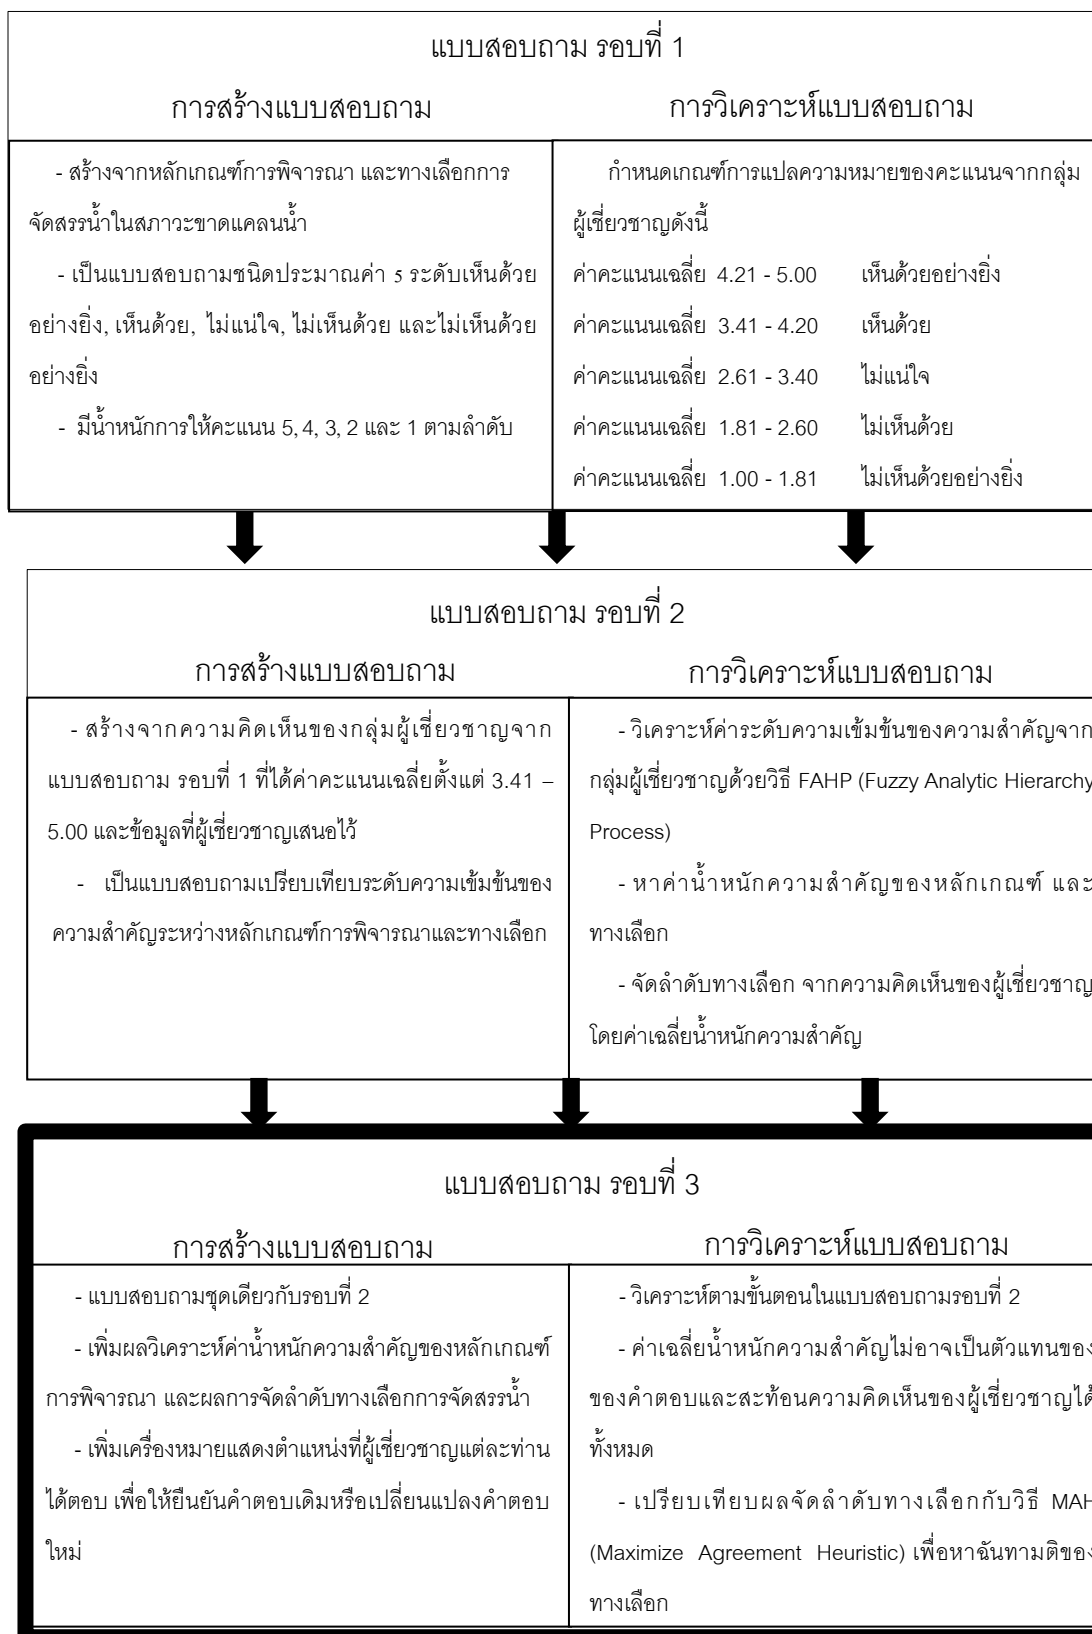 แบบสอบถาม รอบที่ 1
การสร้างแบบสอบถาม
- สร้างจากหลักเกณฑ์การพิจารณา และทางเลือกการ
จัดสรรน้ำในสภาวะขาดแคลนน้ำ
- เป็นแบบสอบถามชนิดประมาณค่า 5 ระดับเห็นด้วย
อย่างยิ่ง, เห็นด้วย, ไม่แน่ใจ, ไม่เห็นด้วย และไม่เห็นด้วย
อย่างยิ่ง
- มีน้ำหนักการให้คะแนน 5, 4, 3, 2 และ 1 ตามลำดับ
การวิเคราะห์แบบสอบถาม
กำหนดเกณฑ์การแปลความหมายของคะแนนจากกลุ่ม
ผู้เชี่ยวชาญดังนี้
ค่าคะแนนเฉลี่ย 4.21 - 5.00 เห็นด้วยอย่างยิ่ง
ค่าคะแนนเฉลี่ย 3.41 - 4.20 เห็นด้วย
ค่าคะแนนเฉลี่ย 2.61 - 3.40 ไม่แน่ใจ
ค่าคะแนนเฉลี่ย 1.81 - 2.60 ไม่เห็นด้วย
ค่าคะแนนเฉลี่ย 1.00 - 1.81 ไม่เห็นด้วยอย่างยิ่ง
แบบสอบถาม รอบที่ 2
การสร้างแบบสอบถาม
- สร้างจากความคิดเห็นของกลุ่มผู้เชี่ยวชาญจาก
แบบสอบถาม รอบที่ 1 ที่ได้ค่าคะแนนเฉลี่ยตั้งแต่ 3.41 –
5.00 และข้อมูลที่ผู้เชี่ยวชาญเสนอไว้
- เป็นแบบสอบถามเปรียบเทียบระดับความเข้มข้นของ
ความสำคัญระหว่างหลักเกณฑ์การพิจารณาและทางเลือก
การวิเคราะห์แบบสอบถาม
- วิเคราะห์ค่าระดับความเข้มข้นของความสำคัญจาก
กลุ่มผู้เชี่ยวชาญด้วยวิธี FAHP (Fuzzy Analytic Hierarchy
Process)
- หาค่าน้ำหนักความสำคัญของหลักเกณฑ์ และ
ทางเลือก
- จัดลำดับทางเลือก จากความคิดเห็นของผู้เชี่ยวชาญ
โดยค่าเฉลี่ยน้ำหนักความสำคัญ
แบบสอบถาม รอบที่ 3
การสร้างแบบสอบถาม
- แบบสอบถามชุดเดียวกับรอบที่ 2
- เพิ่มผลวิเคราะห์ค่าน้ำหนักความสำคัญของหลักเกณฑ์
การพิจารณา และผลการจัดลำดับทางเลือกการจัดสรรน้ำ
- เพิ่มเครื่องหมายแสดงตำแหน่งที่ผู้เชี่ยวชาญแต่ละท่าน
ได้ตอบ เพื่อให้ยืนยันคำตอบเดิมหรือเปลี่ยนแปลงคำตอบ
ใหม่
การวิเคราะห์แบบสอบถาม
- วิเคราะห์ตามขั้นตอนในแบบสอบถามรอบที่ 2
- ค่าเฉลี่ยน้ำหนักความสำคัญไม่อาจเป็นตัวแทนของ
ของคำตอบและสะท้อนความคิดเห็นของผู้เชี่ยวชาญได้
ทั้งหมด
- เปรียบเทียบผลจัดลำดับทางเลือกกับวิธี MAH
(Maximize Agreement Heuristic) เพื่อหาฉันทามติของ
ทางเลือก